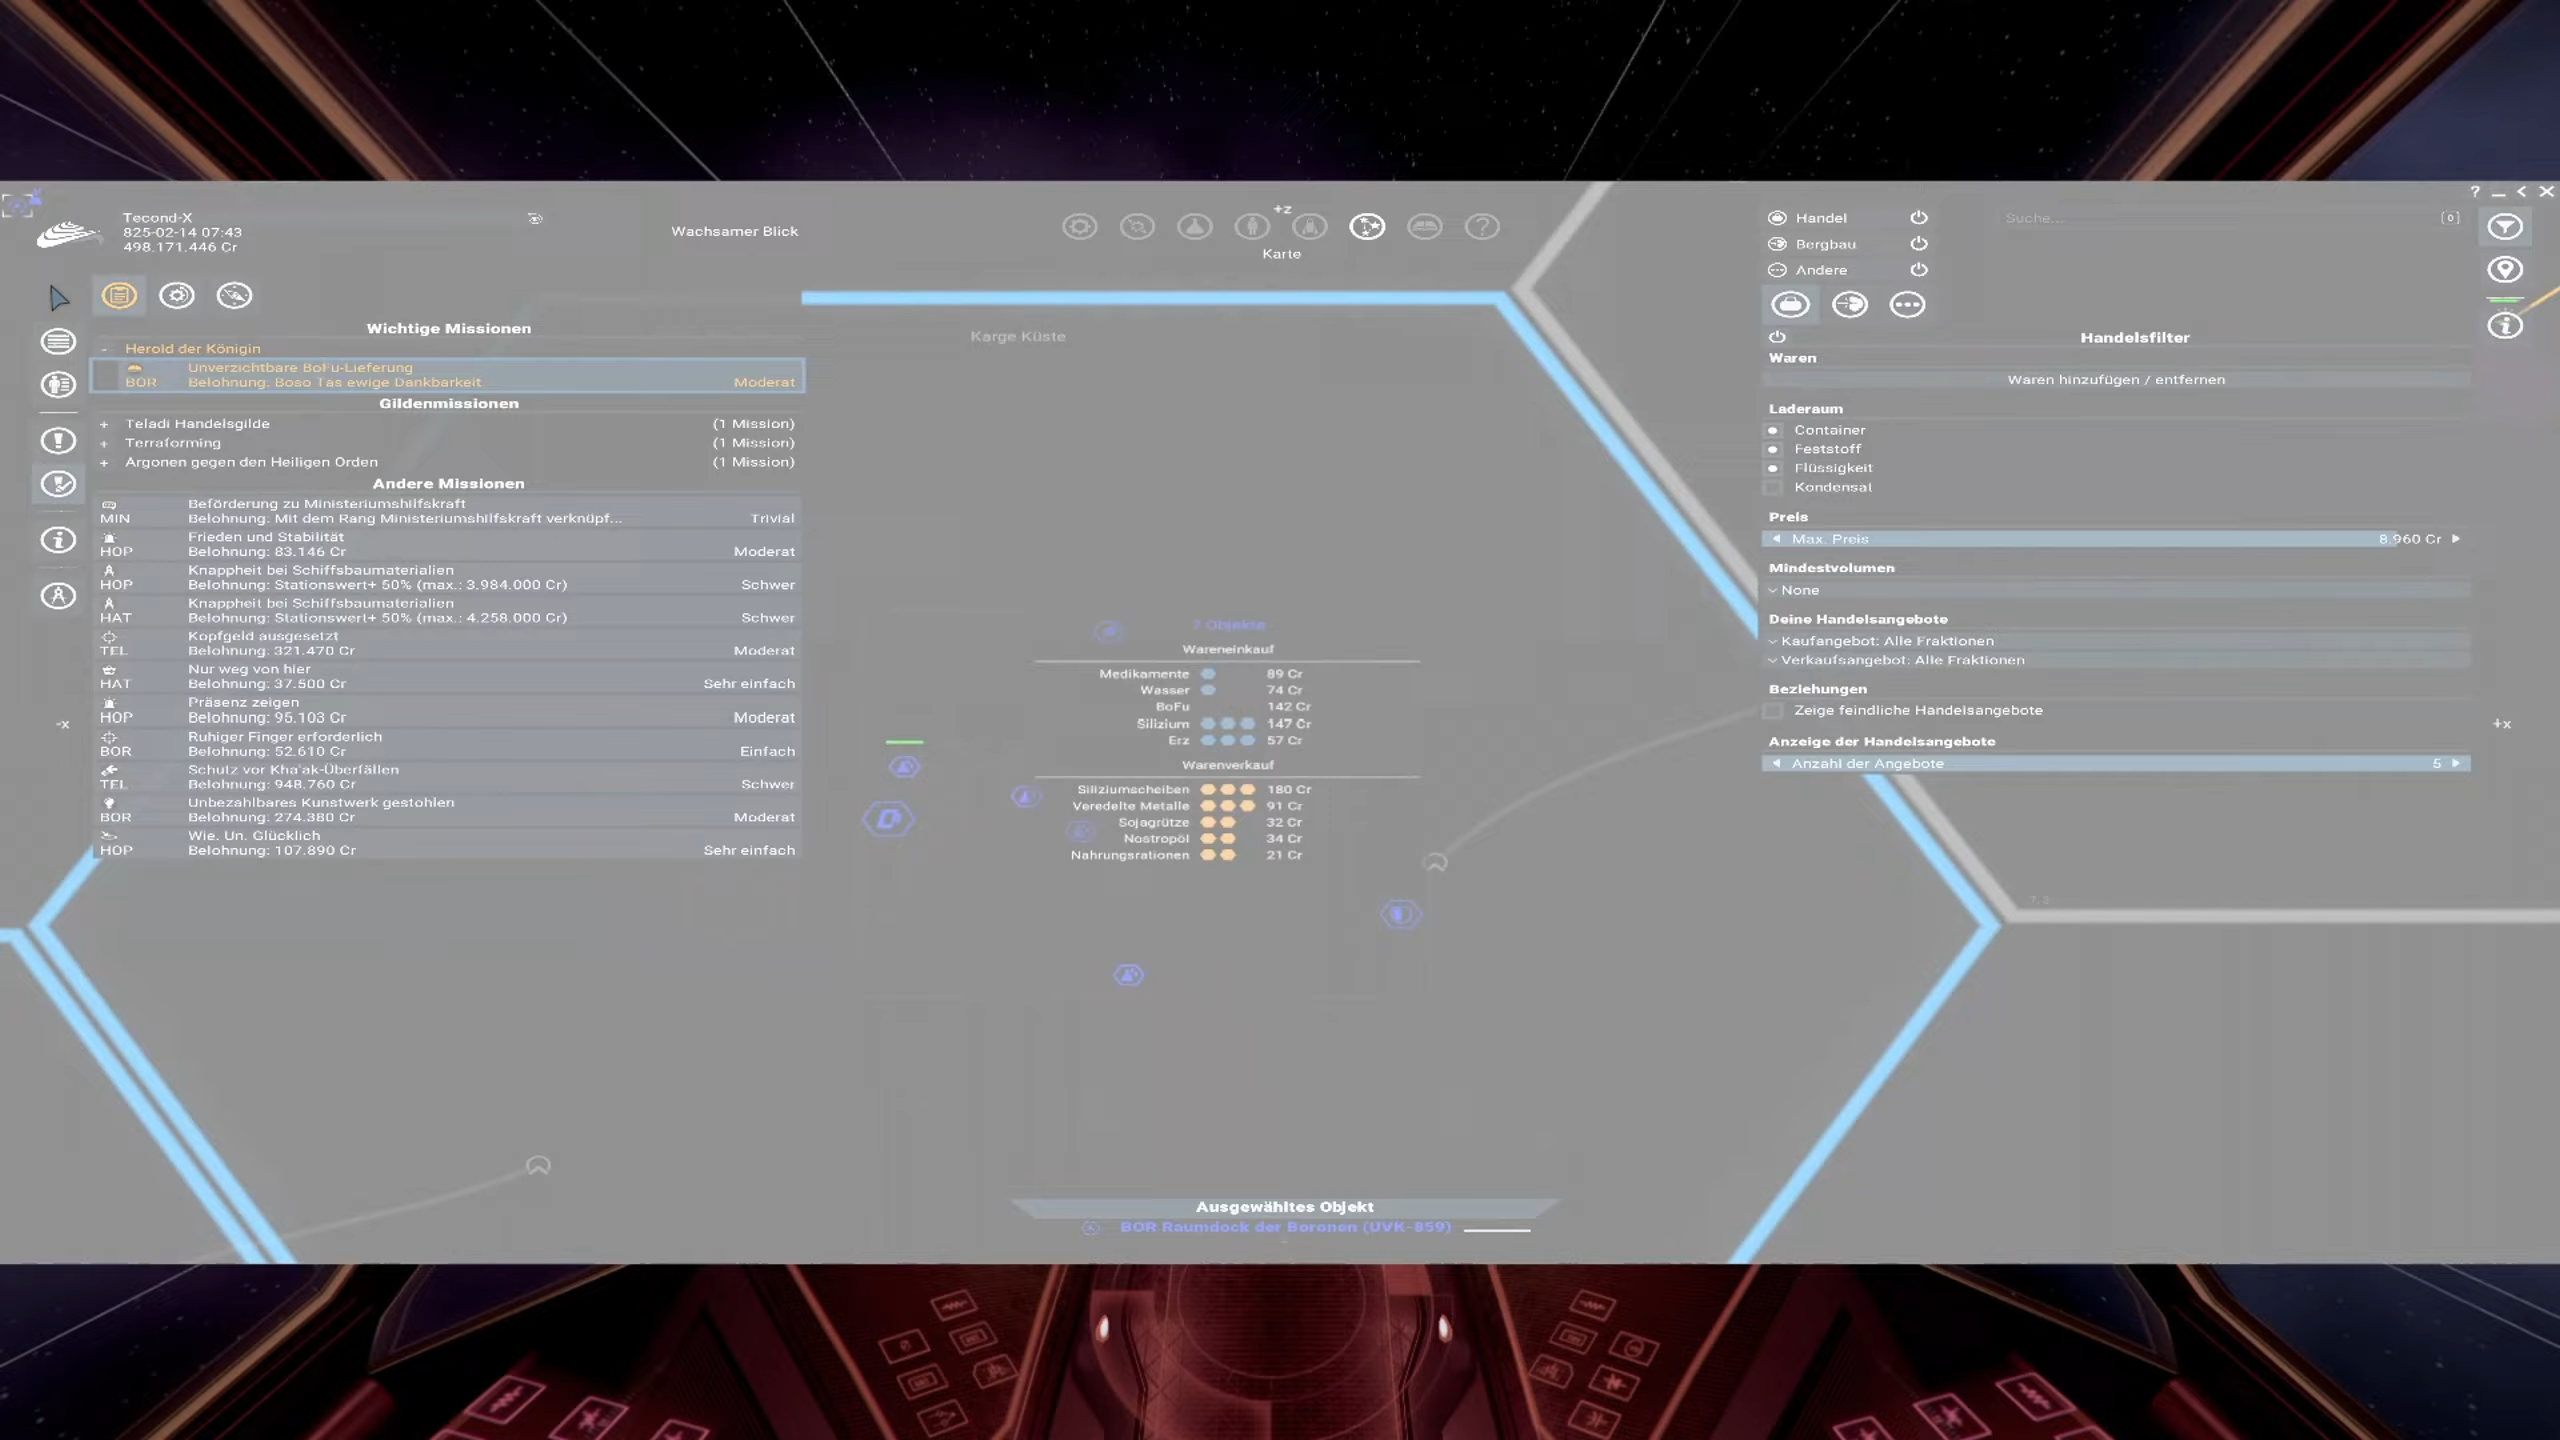 Tecond-X
825-02-14 07:43
498.171.446 Cr
Wachsamer Blick
+z
Karte
?
Wichtige Missionen
- Herold der Königin
Unverzichtbare BoFu-Lieferung
BOR Belohnung: Boso Tas ewige Dankbarkeit Moderat
Gildenmissionen
+ Teladi Handelsgilde (1 Mission)
+ Terraforming (1 Mission)
+ Argonen gegen den Heiligen Orden (1 Mission)
Andere Missionen
Beförderung zu Ministeriumshilfskraft
MIN Belohnung: Mit dem Rang Ministeriumshilfskraft verknüpf... Trivial
Frieden und Stabilität
HOP Belohnung: 83.146 Cr Moderat
Knappheit bei Schiffsbaumaterialien
HOP Belohnung: Stationswert+ 50% (max.: 3.984.000 Cr) Schwer
Knappheit bei Schiffsbaumaterialien
HAT Belohnung: Stationswert+ 50% (max.: 4.258.000 Cr) Schwer
Kopfgeld ausgesetzt
TEL Belohnung: 321.470 Cr Moderat
Nur weg von hier
HAT Belohnung: 37.500 Cr Sehr einfach
Präsenz zeigen
HOP Belohnung: 95.103 Cr Moderat
Ruhiger Finger erforderlich
BOR Belohnung: 52.610 Cr Einfach
Schutz vor Kha'ak-Überfällen
TEL Belohnung: 948.760 Cr Schwer
Unbezahlbares Kunstwerk gestohlen
BOR Belohnung: 274.380 Cr Moderat
Wie. Un. Glücklich
HOP Belohnung: 107.890 Cr Sehr einfach
-x
Karge Küste
7 Objekte
Wareneinkauf
Medikamente 89 Cr
Wasser 74 Cr
BoFu 142 Cr
Silizium 147 Cr
Erz 57 Cr
Warenverkauf
Siliziumscheiben 180 Cr
Veredelte Metalle 91 Cr
Sojagrütze 32 Cr
Nostropöl 34 Cr
Nahrungsrationen 21 Cr
Ausgewähltes Objekt
BOR Raumdock der Boronen (UVK-859)
? _ < X
Handel
Bergbau
Andere
Suche... (0)
Handelsfilter
Waren
Waren hinzufügen / entfernen
Laderaum
Container
Feststoff
Flüssigkeit
Kondensat
Preis
Max. Preis 8.960 Cr
Mindestvolumen
None
Deine Handelsangebote
Kaufangebot: Alle Fraktionen
Verkaufsangebot: Alle Fraktionen
Beziehungen
Zeige feindliche Handelsangebote
+x
Anzeige der Handelsangebote
Anzahl der Angebote 5